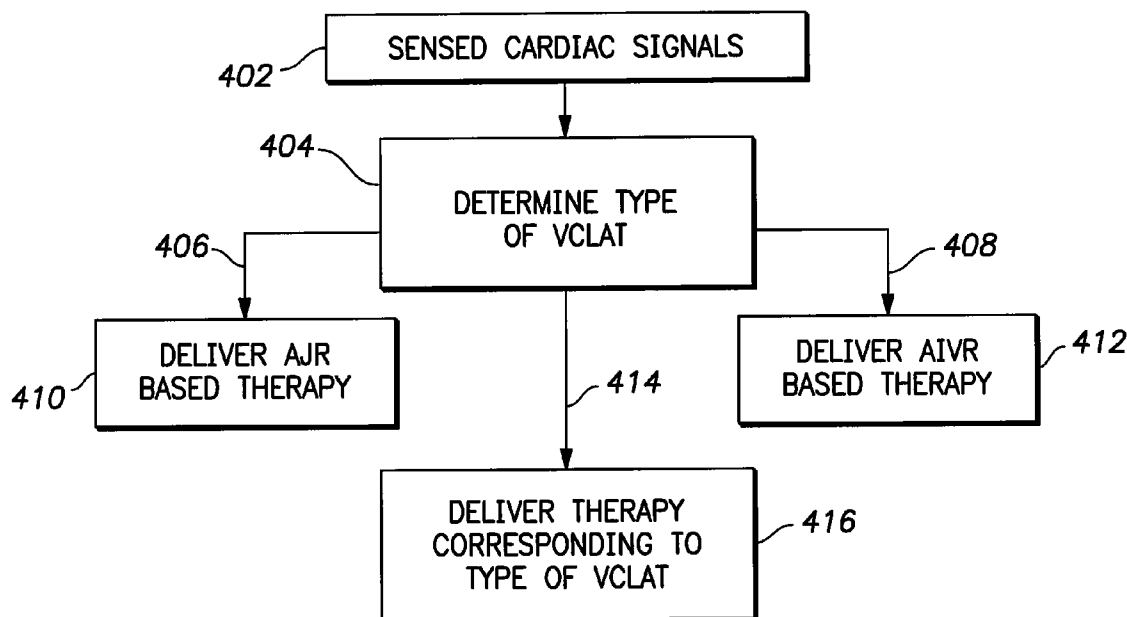 SENSED CARDIAC SIGNALS
402
404
DETERMINE TYPE
OF VCLAT
406
408
DELIVER AJR
BASED THERAPY
410
DELIVER AIVR
BASED THERAPY
412
414
DELIVER THERAPY
CORRESPONDING TO
TYPE OF VCLAT
416